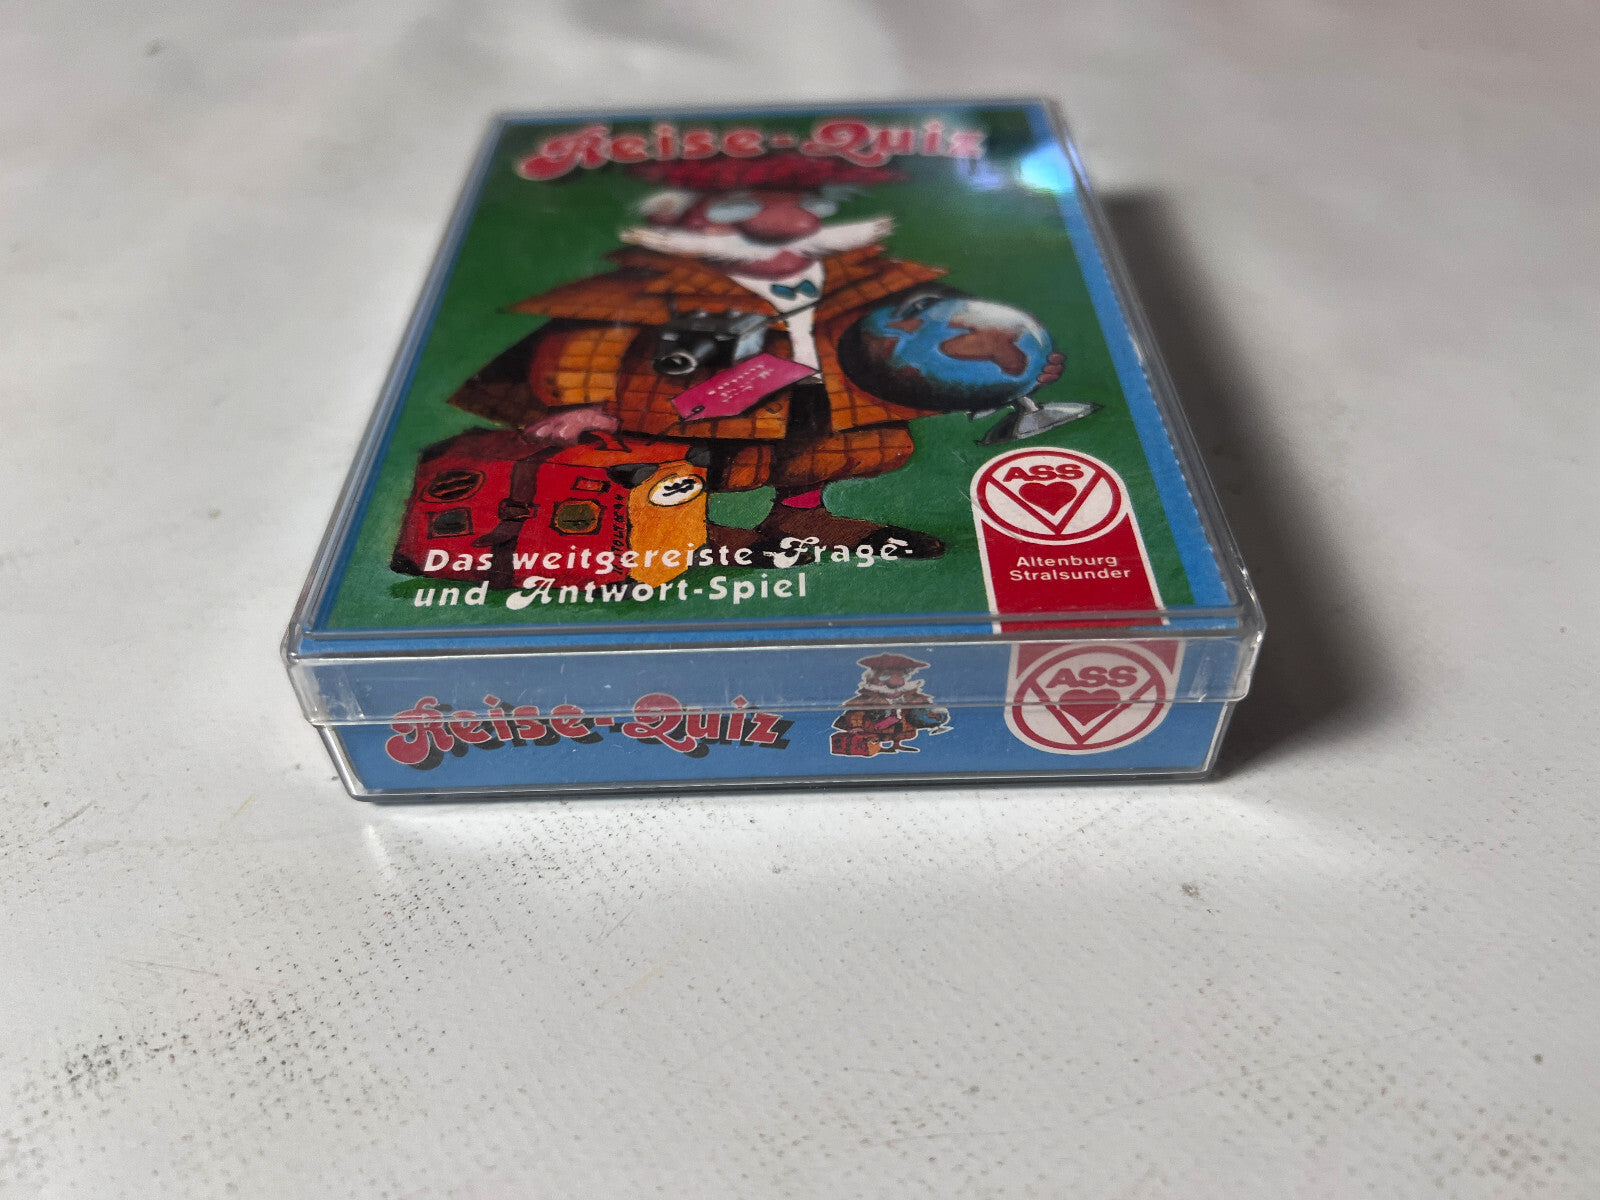 Reise-Quiz
Das weitgereiste Frage-
und Antwort-Spiel
ASS
Altenburg
Stralsunder
Reise-Quiz
ASS